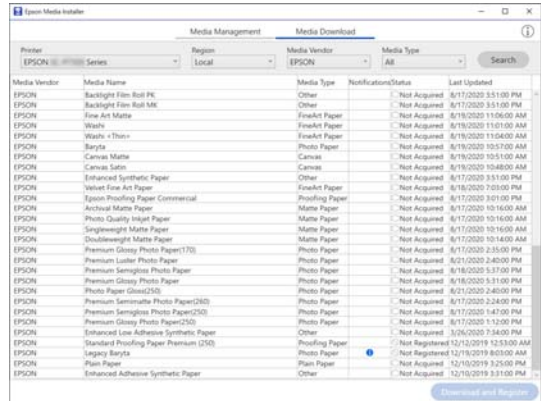 Epson Media Installer
Media Management Media Download
Printer Region Media Vendor Media Type
EPSON Series Local EPSON All Search
Media Vendor Media Name Media Type Notifications Status Last Updated
EPSON Backlight Film Roll PK Other Not Acquired 8/17/2020 3:51:00 PM
EPSON Backlight Film Roll MK Other Not Acquired 8/17/2020 3:51:00 PM
EPSON Fine Art Matte FineArt Paper Not Acquired 8/19/2020 11:06:00 AM
EPSON Washi FineArt Paper Not Acquired 8/19/2020 11:01:00 AM
EPSON Washi <Thin> FineArt Paper Not Acquired 8/19/2020 11:04:00 AM
EPSON Baryta Photo Paper Not Acquired 8/19/2020 10:57:00 AM
EPSON Canvas Matte Canvas Not Acquired 8/19/2020 10:51:00 AM
EPSON Canvas Satin Canvas Not Acquired 8/19/2020 10:48:00 AM
EPSON Enhanced Synthetic Paper Other Not Acquired 8/17/2020 3:51:00 PM
EPSON Velvet Fine Art Paper FineArt Paper Not Acquired 8/18/2020 7:03:00 PM
EPSON Epson Proofing Paper Commercial Proofing Paper Not Acquired 8/17/2020 3:01:00 PM
EPSON Archival Matte Paper Matte Paper Not Acquired 8/17/2020 10:16:00 AM
EPSON Photo Quality Inkjet Paper Matte Paper Not Acquired 8/17/2020 10:16:00 AM
EPSON Singleweight Matte Paper Matte Paper Not Acquired 8/17/2020 10:16:00 AM
EPSON Doubleweight Matte Paper Matte Paper Not Acquired 8/17/2020 10:14:00 AM
EPSON Premium Glossy Photo Paper(170) Photo Paper Not Acquired 8/17/2020 2:35:00 PM
EPSON Premium Luster Photo Paper Photo Paper Not Acquired 8/21/2020 2:40:00 PM
EPSON Premium Semigloss Photo Paper Photo Paper Not Acquired 8/18/2020 5:37:00 PM
EPSON Premium Glossy Photo Paper Photo Paper Not Acquired 8/18/2020 5:31:00 PM
EPSON Photo Paper Gloss(250) Photo Paper Not Acquired 8/21/2020 2:40:00 PM
EPSON Premium Semimatte Photo Paper(260) Photo Paper Not Acquired 8/17/2020 2:24:00 PM
EPSON Premium Semigloss Photo Paper(250) Photo Paper Not Acquired 8/17/2020 1:47:00 PM
EPSON Premium Glossy Photo Paper(250) Photo Paper Not Acquired 8/17/2020 1:12:00 PM
EPSON Enhanced Low Adhesive Synthetic Paper Other Not Acquired 3/26/2020 7:34:00 PM
EPSON Standard Proofing Paper Premium (250) Proofing Paper Not Registered 12/12/2019 12:53:00 AM
EPSON Legacy Baryta Photo Paper Not Registered 12/19/2019 8:03:00 AM
EPSON Plain Paper Plain Paper Not Acquired 12/10/2019 3:25:00 PM
EPSON Enhanced Adhesive Synthetic Paper Other Not Acquired 12/10/2019 3:31:00 PM
Download and Register